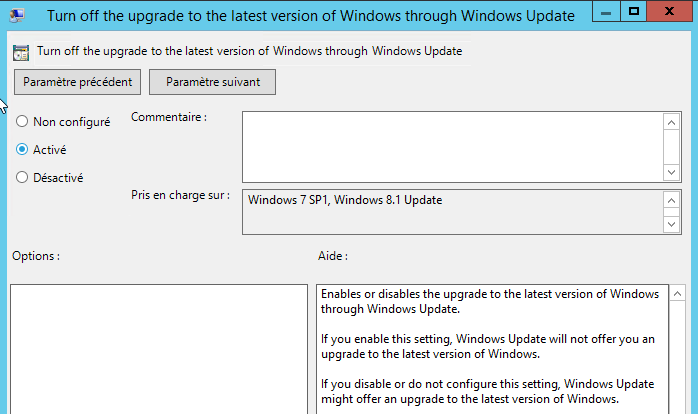 Turn off the upgrade to the latest version of Windows through Windows Update
Turn off the upgrade to the latest version of Windows through Windows Update
Paramètre précédent Paramètre suivant
Non configuré Commentaire :
Activé
Désactivé
Pris en charge sur : Windows 7 SP1, Windows 8.1 Update
Options : Aide :
Enables or disables the upgrade to the latest version of Windows
through Windows Update.
If you enable this setting, Windows Update will not offer you an
upgrade to the latest version of Windows.
If you disable or do not configure this setting, Windows Update
might offer an upgrade to the latest version of Windows.